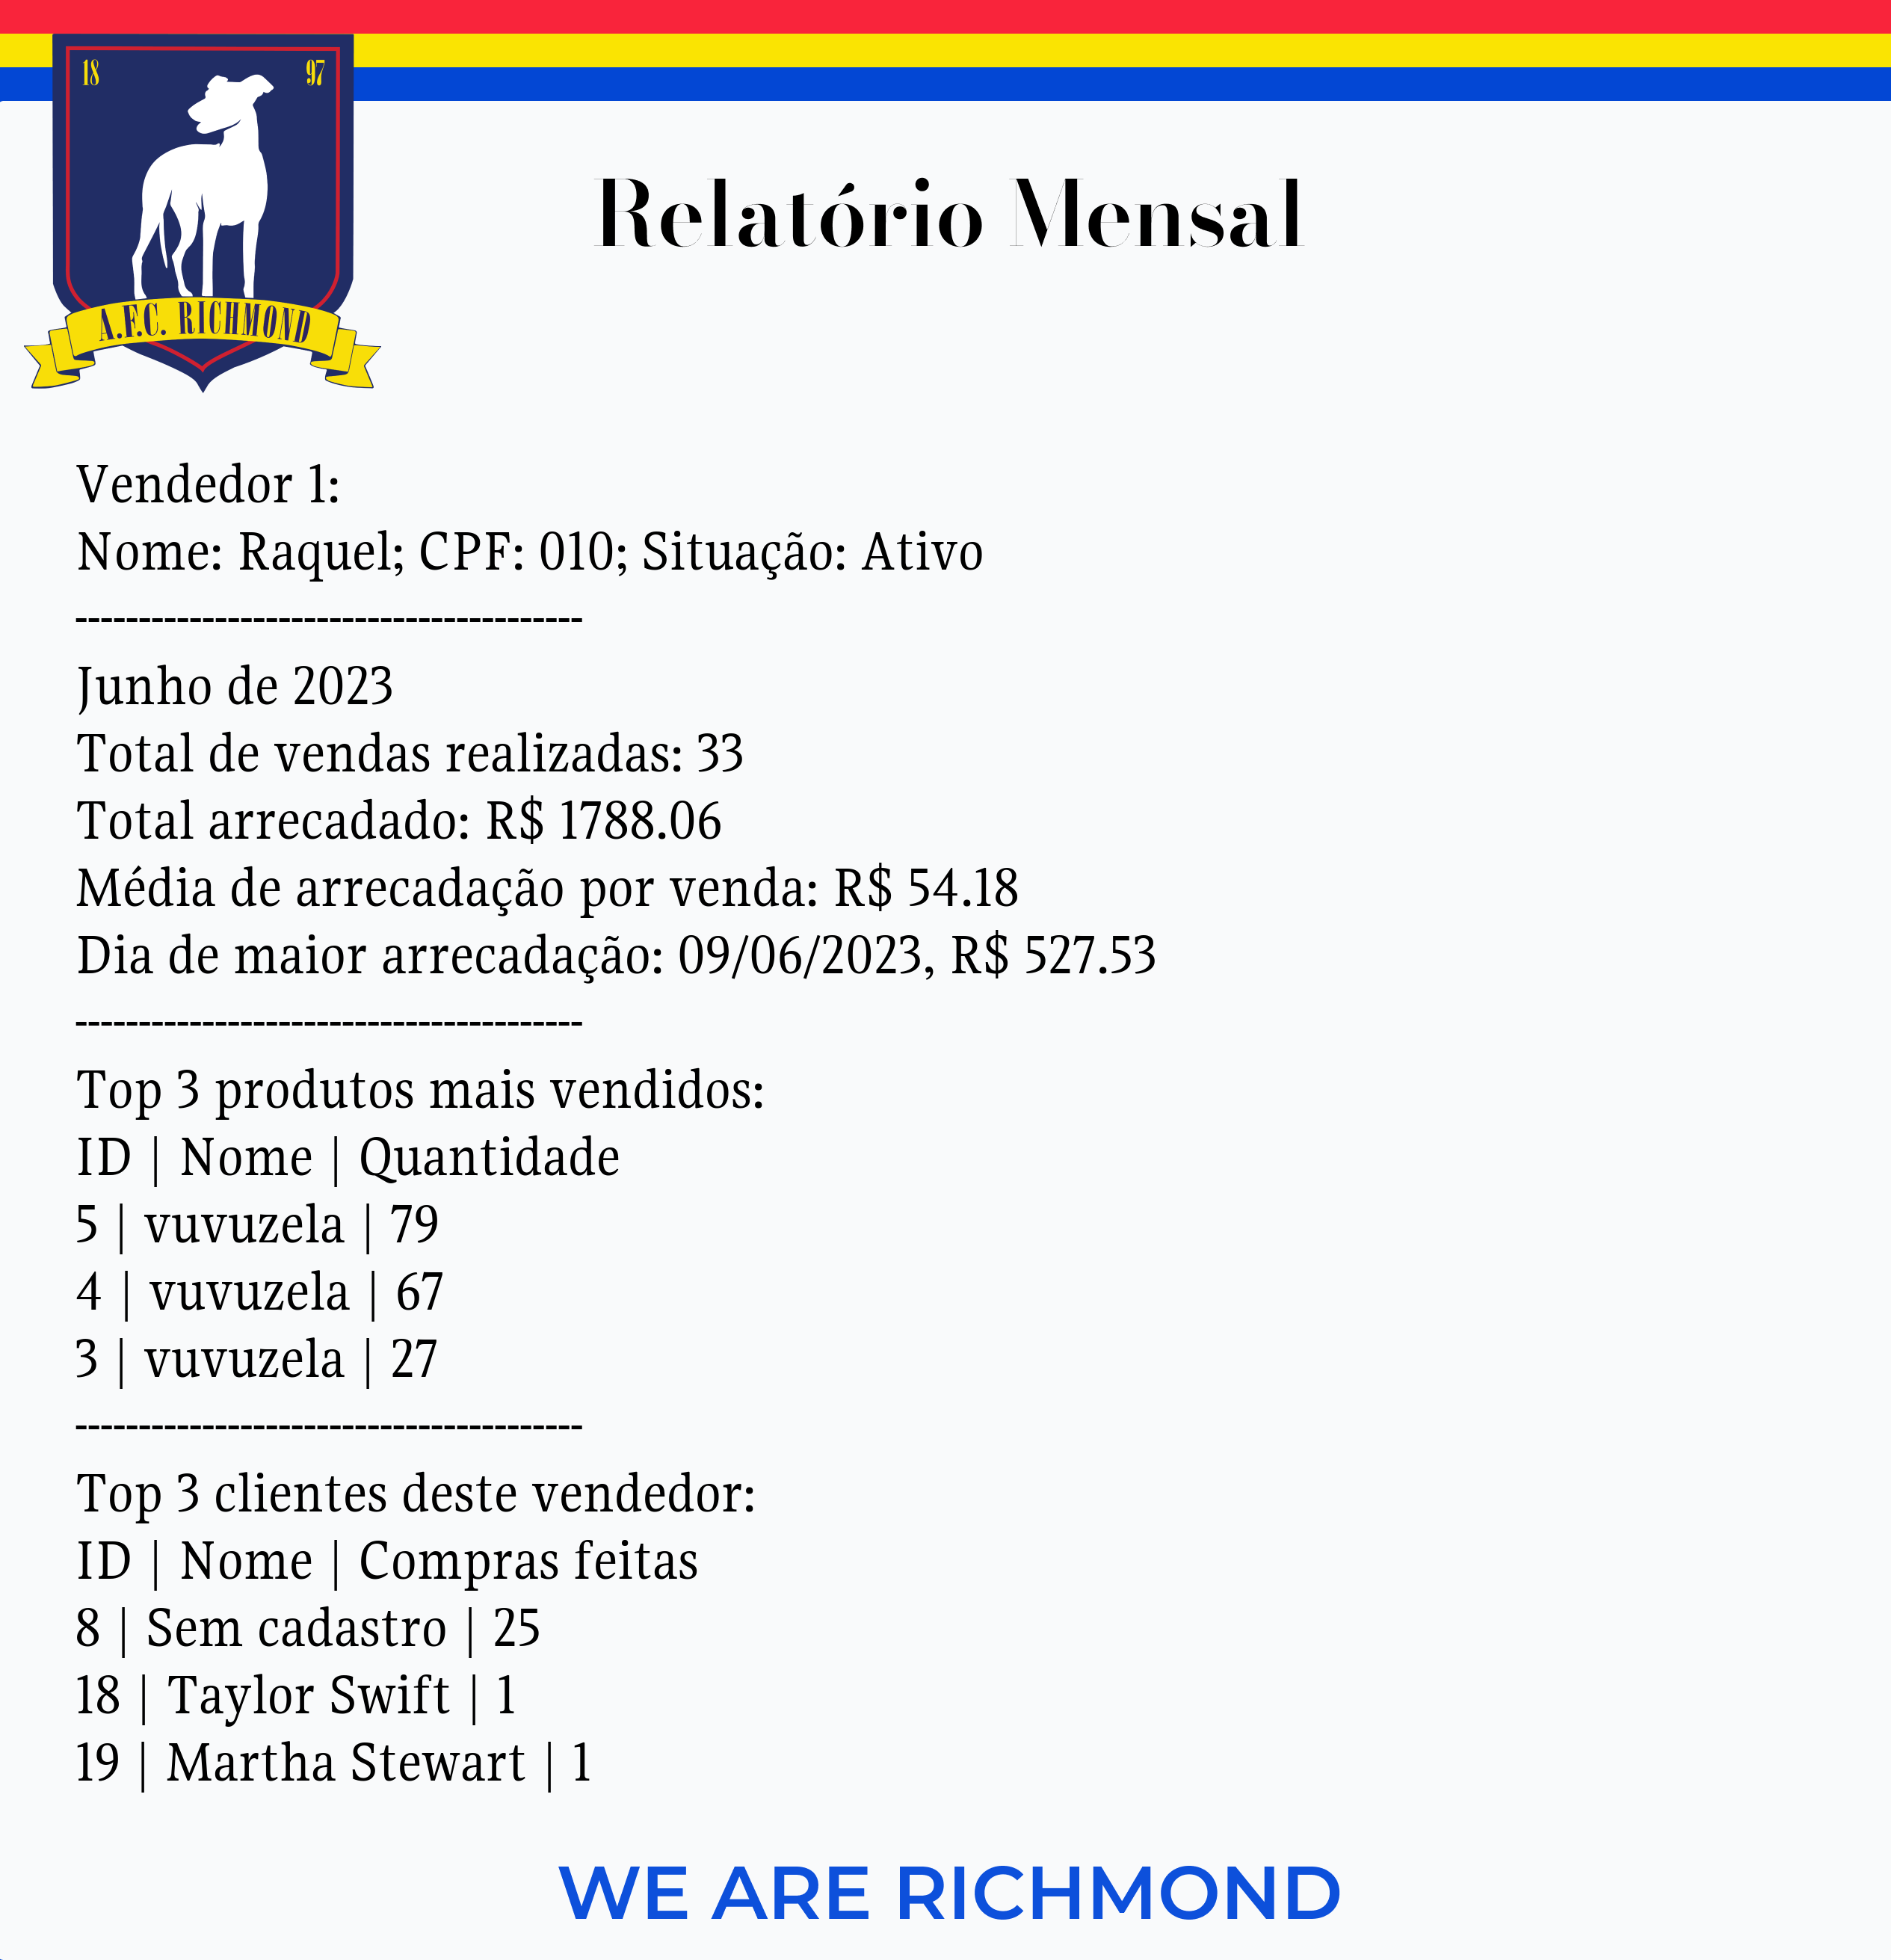 18 97
A.F.C. RICHMOND
Relatório Mensal
Vendedor 1:
Nome: Raquel; CPF: 010; Situação: Ativo
----------------------------------------
Junho de 2023
Total de vendas realizadas: 33
Total arrecadado: R$ 1788.06
Média de arrecadação por venda: R$ 54.18
Dia de maior arrecadação: 09/06/2023, R$ 527.53
----------------------------------------
Top 3 produtos mais vendidos:
ID | Nome | Quantidade
5 | vuvuzela | 79
4 | vuvuzela | 67
3 | vuvuzela | 27
----------------------------------------
Top 3 clientes deste vendedor:
ID | Nome | Compras feitas
8 | Sem cadastro | 25
18 | Taylor Swift | 1
19 | Martha Stewart | 1
WE ARE RICHMOND